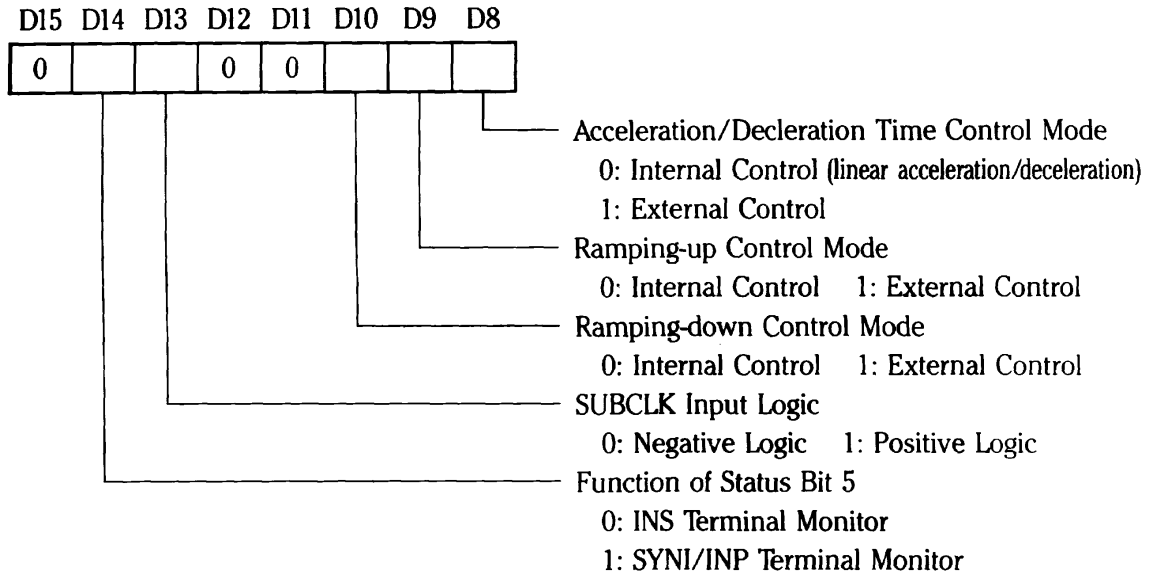 D15 D14 D13 D12 D11 D10 D9 D8
0 0 0
Acceleration/Decleration Time Control Mode
0: Internal Control (linear acceleration/deceleration)
1: External Control
Ramping-up Control Mode
0: Internal Control 1: External Control
Ramping-down Control Mode
0: Internal Control 1: External Control
SUBCLK Input Logic
0: Negative Logic 1: Positive Logic
Function of Status Bit 5
0: INS Terminal Monitor
1: SYNI/INP Terminal Monitor